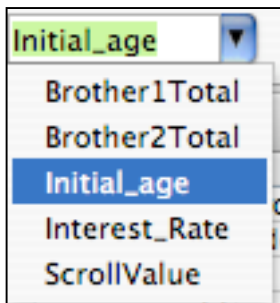 Initial_age
Brother1Total
Brother2Total
Initial_age
Interest_Rate
ScrollValue